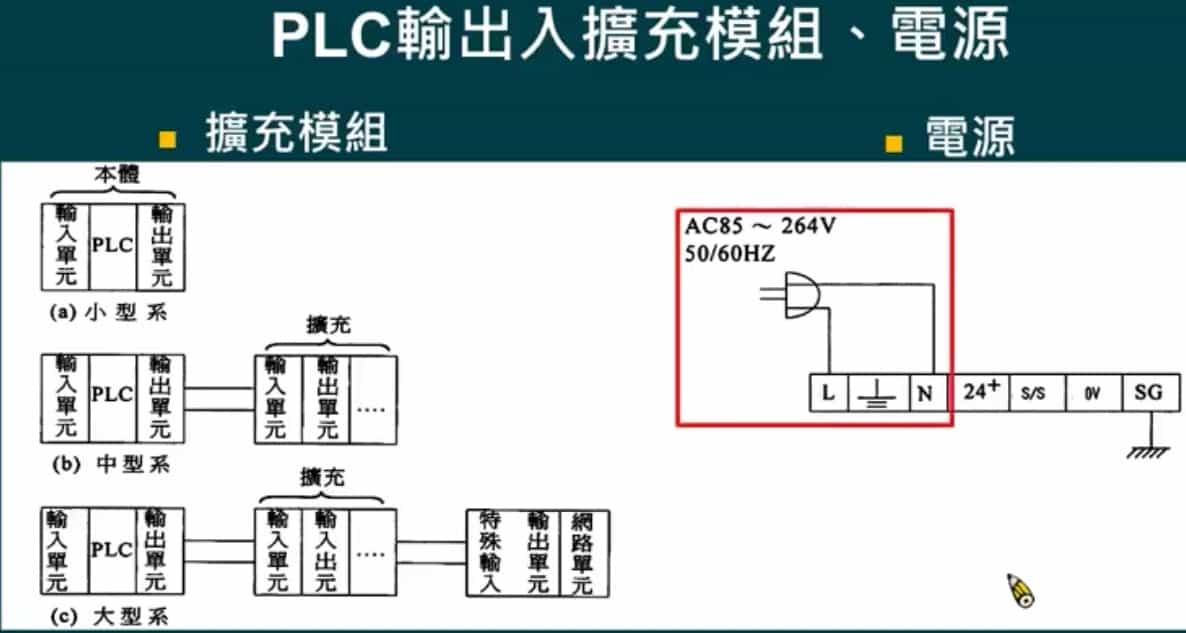 PLC輸出入擴充模組、電源
擴充模組
本體
輸入單元 PLC 輸出單元
(a) 小型系
擴充
輸入單元 PLC 輸出單元 輸入單元 輸出單元 ....
(b) 中型系
擴充
輸入單元 PLC 輸出單元 輸入單元 輸入出元 .... 特殊輸入 輸出單元 網路單元
(c) 大型系
電源
AC85 ～ 264V
50/60HZ
L N 24+ S/S 0V SG